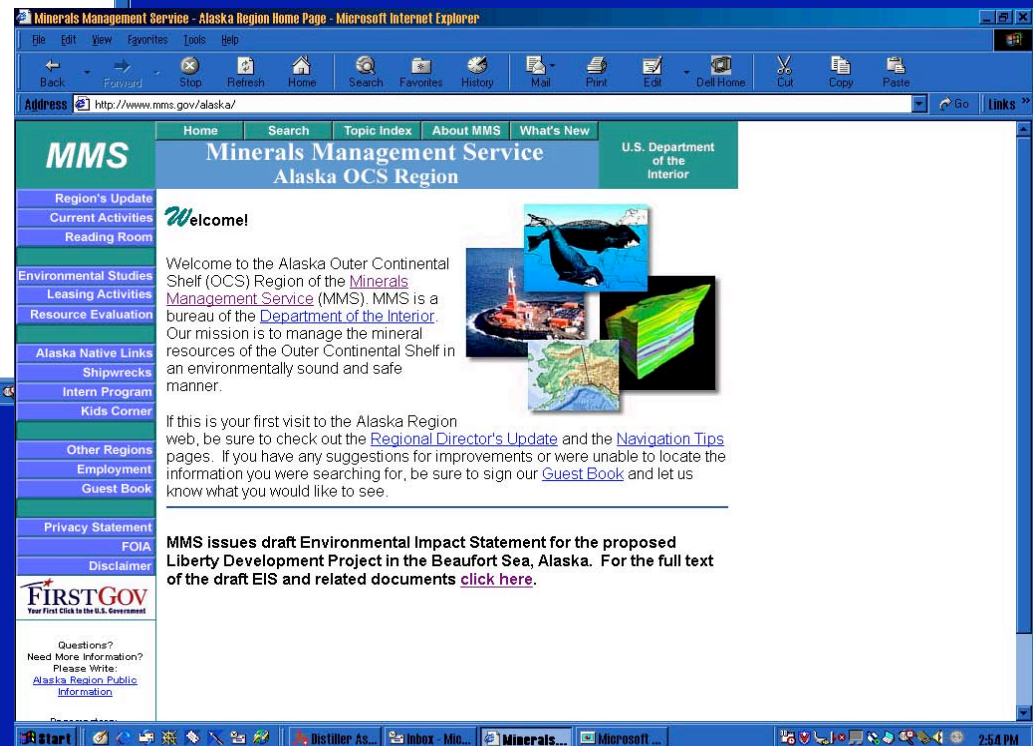 Minerals Management Service - Alaska Region Home Page - Microsoft Internet Explorer
File Edit View Favorites Tools Help
Back Forward Stop Refresh Home Search Favorites History Mail Print Edit Dell Home Cut Copy Paste
Address http://www.mms.gov/alaska/ Go Links »
Home Search Topic Index About MMS What's New
MMS
Minerals Management Service
Alaska OCS Region
U.S. Department
of the
Interior
Region's Update
Current Activities
Reading Room
Environmental Studies
Leasing Activities
Resource Evaluation
Alaska Native Links
Shipwrecks
Intern Program
Kids Corner
Other Regions
Employment
Guest Book
Privacy Statement
FOIA
Disclaimer
FIRSTGOV
Your First Click to the U.S. Government
Questions?
Need More Information?
Please Write:
Alaska Region Public
Information
Welcome!
Welcome to the Alaska Outer Continental
Shelf (OCS) Region of the Minerals
Management Service (MMS). MMS is a
bureau of the Department of the Interior.
Our mission is to manage the mineral
resources of the Outer Continental Shelf in
an environmentally sound and safe
manner.
If this is your first visit to the Alaska Region
web, be sure to check out the Regional Director's Update and the Navigation Tips
pages. If you have any suggestions for improvements or were unable to locate the
information you were searching for, be sure to sign our Guest Book and let us
know what you would like to see.
MMS issues draft Environmental Impact Statement for the proposed
Liberty Development Project in the Beaufort Sea, Alaska. For the full text
of the draft EIS and related documents click here.
Start Distiller As... Inbox - Mic... Minerals... Microsoft ... 2:54 PM